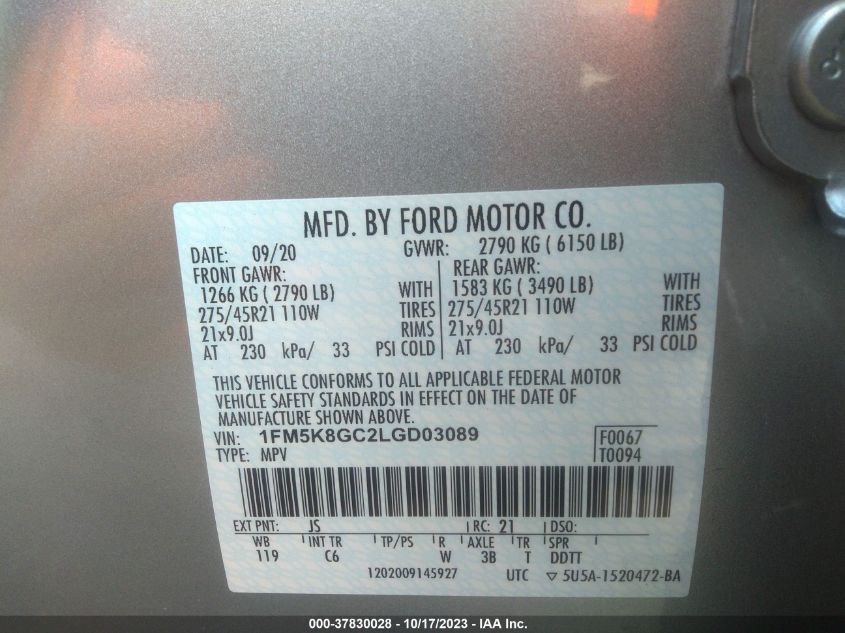 MFD. BY FORD MOTOR CO.
DATE: 09/20 GVWR: 2790 KG ( 6150 LB)
FRONT GAWR: REAR GAWR:
1266 KG ( 2790 LB) WITH 1583 KG ( 3490 LB) WITH
275/45R21 110W TIRES 275/45R21 110W TIRES
21x9.0J RIMS 21x9.0J RIMS
AT 230 kPa/ 33 PSI COLD AT 230 kPa/ 33 PSI COLD
THIS VEHICLE CONFORMS TO ALL APPLICABLE FEDERAL MOTOR
VEHICLE SAFETY STANDARDS IN EFFECT ON THE DATE OF
MANUFACTURE SHOWN ABOVE.
VIN: 1FM5K8GC2LGD03089 F0067
TYPE: MPV T0094
EXT PNT: JS RC: 21 DSO:
WB INT TR TP/PS R AXLE TR SPR
119 C6 W 3B T DDTT
1202009145927 UTC ▽ 5U5A-1520472-BA
000-37830028 - 10/17/2023 - IAA Inc.